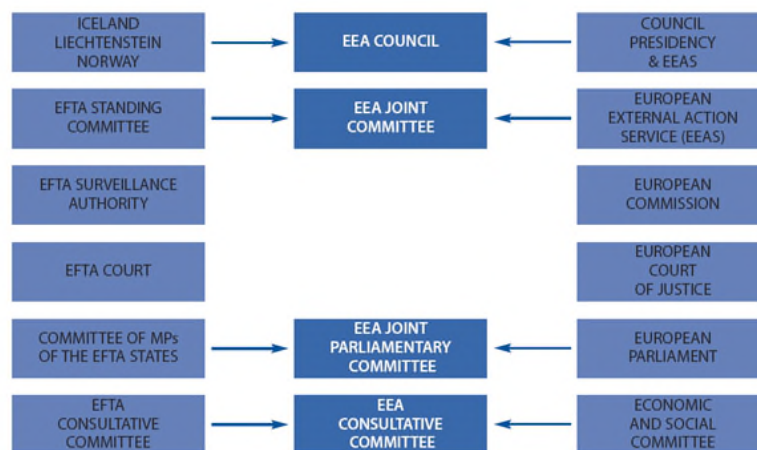 ICELAND
LIECHTENSTEIN
NORWAY
EEA COUNCIL
COUNCIL
PRESIDENCY
& EEAS
EFTA STANDING
COMMITTEE
EEA JOINT
COMMITTEE
EUROPEAN
EXTERNAL ACTION
SERVICE (EEAS)
EFTA SURVEILLANCE
AUTHORITY
EUROPEAN
COMMISSION
EFTA COURT
EUROPEAN
COURT
OF JUSTICE
COMMITTEE OF MPs
OF THE EFTA STATES
EEA JOINT
PARLIAMENTARY
COMMITTEE
EUROPEAN
PARLIAMENT
EFTA
CONSULTATIVE
COMMITTEE
EEA
CONSULTATIVE
COMMITTEE
ECONOMIC
AND SOCIAL
COMMITTEE